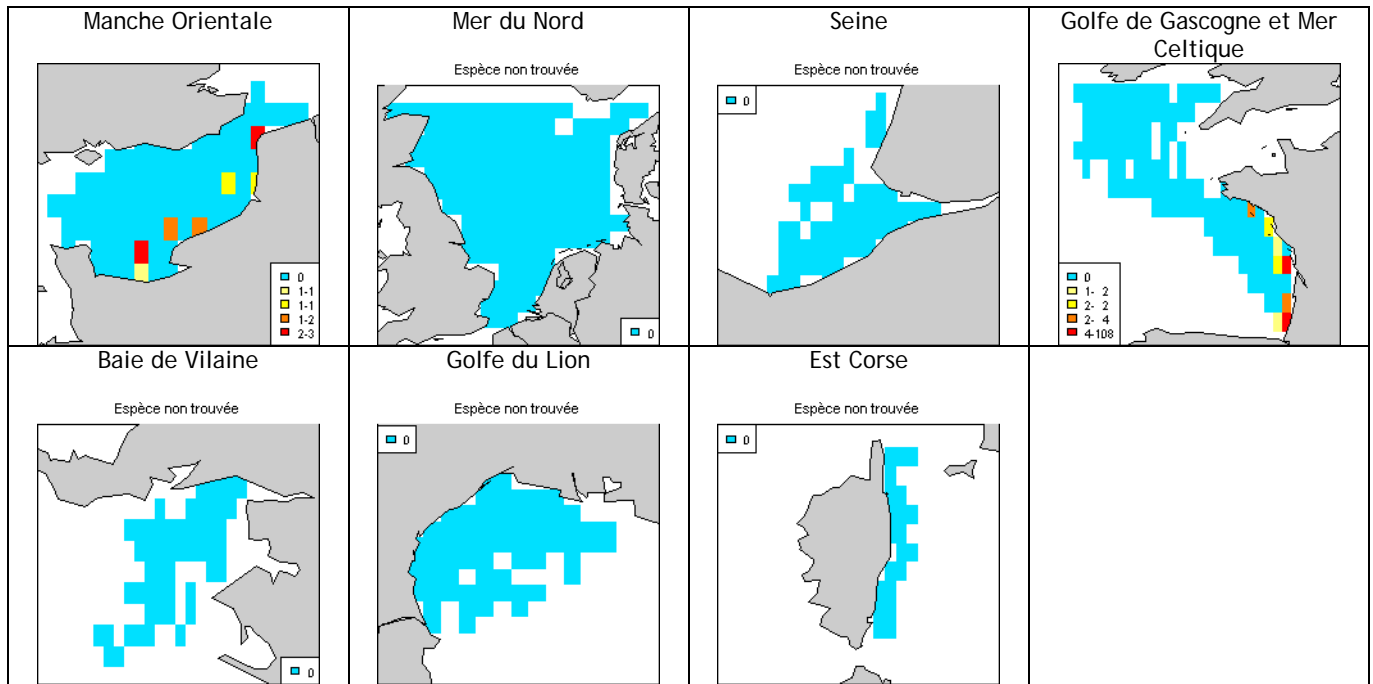 Manche Orientale
0
1-1
1-1
1-2
2-3
Mer du Nord
Espèce non trouvée
0
Seine
Espèce non trouvée
0
Golfe de Gascogne et Mer
Celtique
0
1- 2
2- 2
2- 4
4-108
Baie de Vilaine
Espèce non trouvée
0
Golfe du Lion
Espèce non trouvée
0
Est Corse
Espèce non trouvée
0